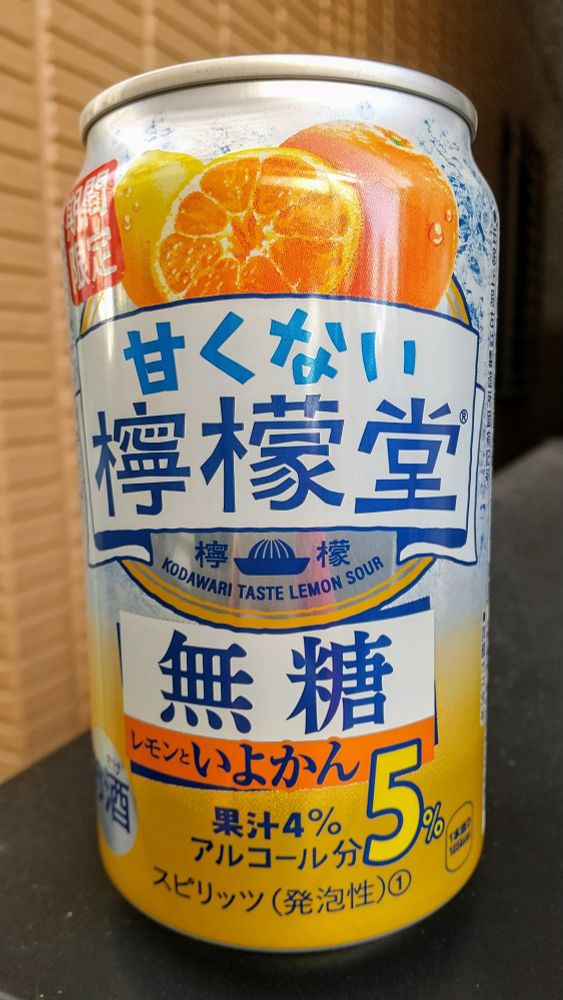 期間
限定
甘くない
檸檬堂®
檸 檬
KODAWARI TASTE LEMON SOUR
無糖
レモンといよかん
酒
果汁4%
アルコール分5%
スピリッツ(発泡性)①